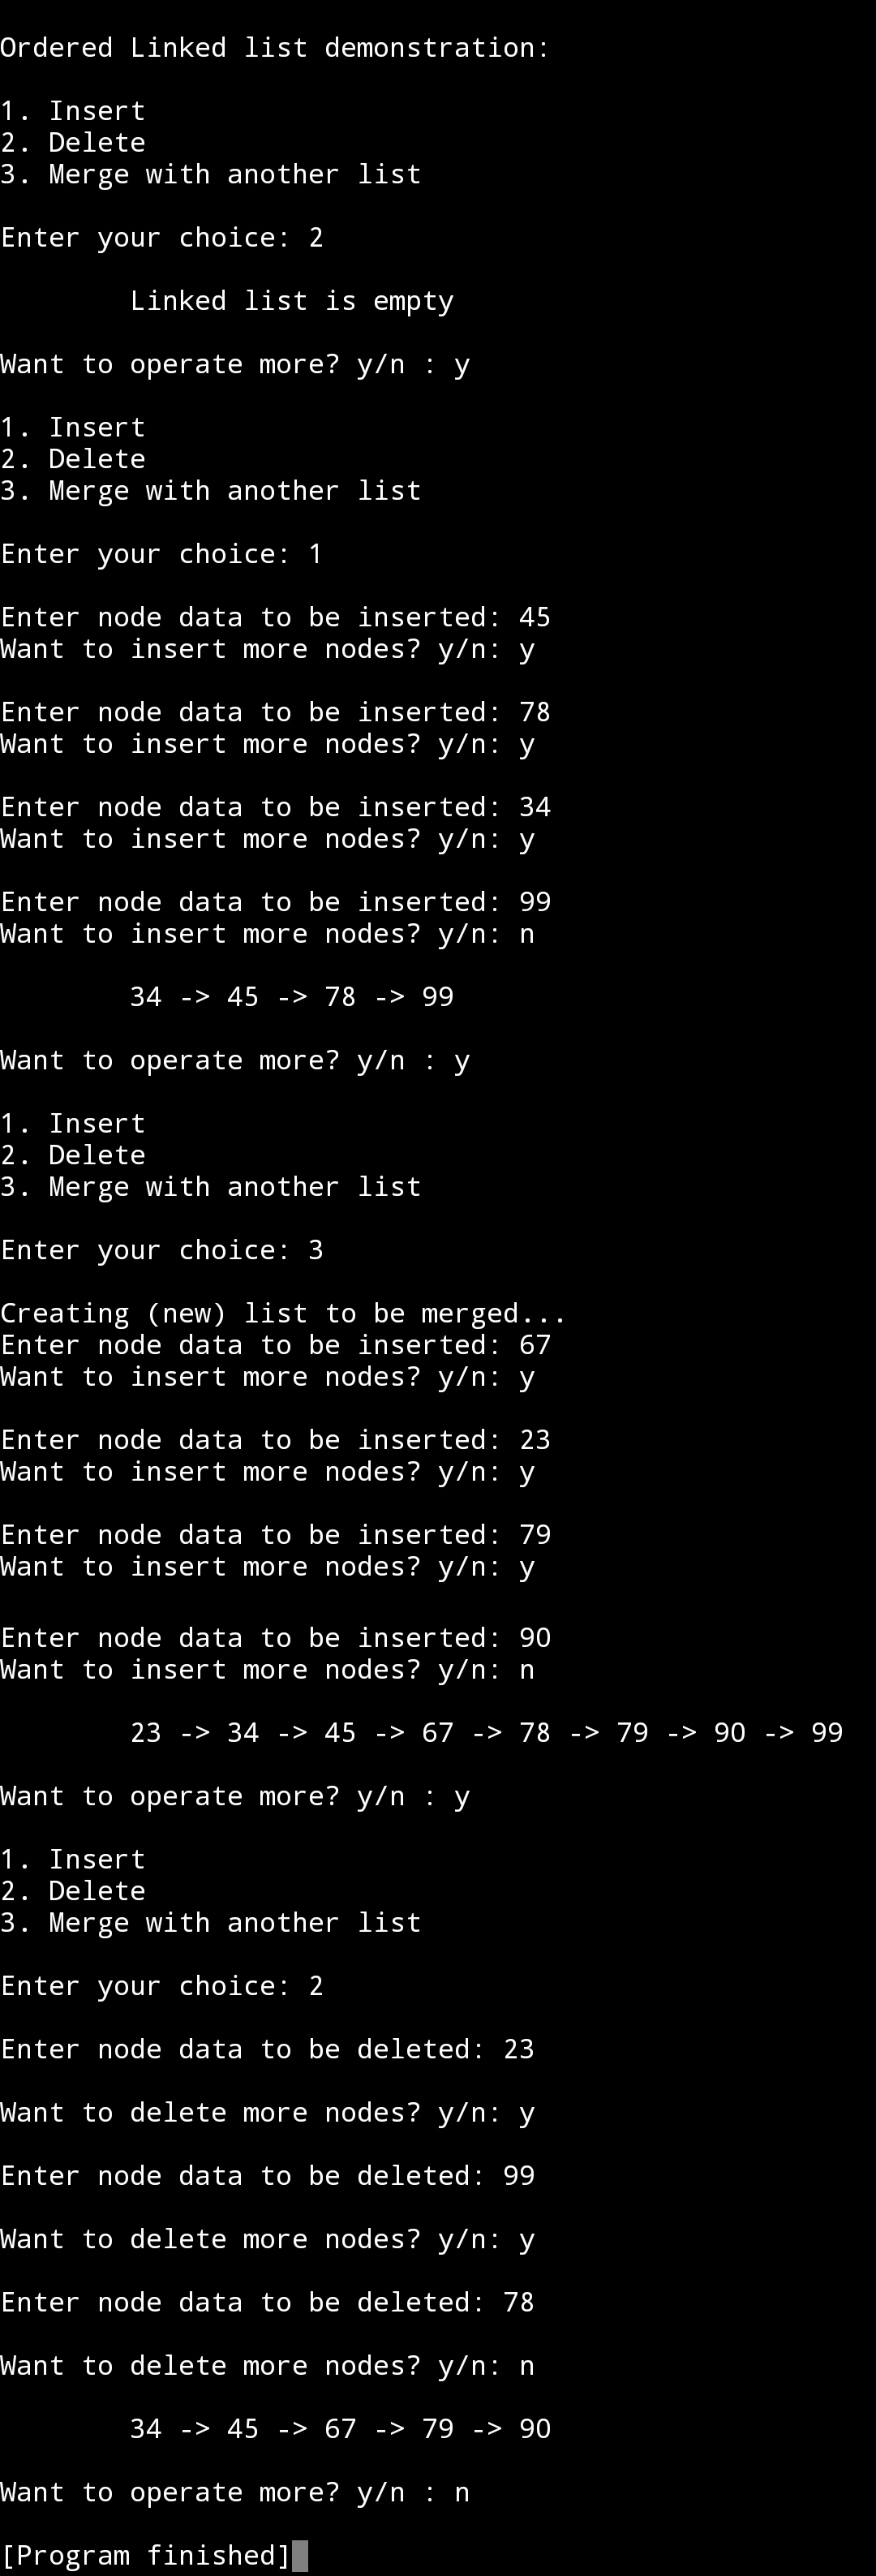 Ordered Linked list demonstration:
1. Insert
2. Delete
3. Merge with another list
Enter your choice: 2
Linked list is empty
Want to operate more? y/n : y
1. Insert
2. Delete
3. Merge with another list
Enter your choice: 1
Enter node data to be inserted: 45
Want to insert more nodes? y/n: y
Enter node data to be inserted: 78
Want to insert more nodes? y/n: y
Enter node data to be inserted: 34
Want to insert more nodes? y/n: y
Enter node data to be inserted: 99
Want to insert more nodes? y/n: n
34 -> 45 -> 78 -> 99
Want to operate more? y/n : y
1. Insert
2. Delete
3. Merge with another list
Enter your choice: 3
Creating (new) list to be merged...
Enter node data to be inserted: 67
Want to insert more nodes? y/n: y
Enter node data to be inserted: 23
Want to insert more nodes? y/n: y
Enter node data to be inserted: 79
Want to insert more nodes? y/n: y
Enter node data to be inserted: 90
Want to insert more nodes? y/n: n
23 -> 34 -> 45 -> 67 -> 78 -> 79 -> 90 -> 99
Want to operate more? y/n : y
1. Insert
2. Delete
3. Merge with another list
Enter your choice: 2
Enter node data to be deleted: 23
Want to delete more nodes? y/n: y
Enter node data to be deleted: 99
Want to delete more nodes? y/n: y
Enter node data to be deleted: 78
Want to delete more nodes? y/n: n
34 -> 45 -> 67 -> 79 -> 90
Want to operate more? y/n : n
[Program finished]